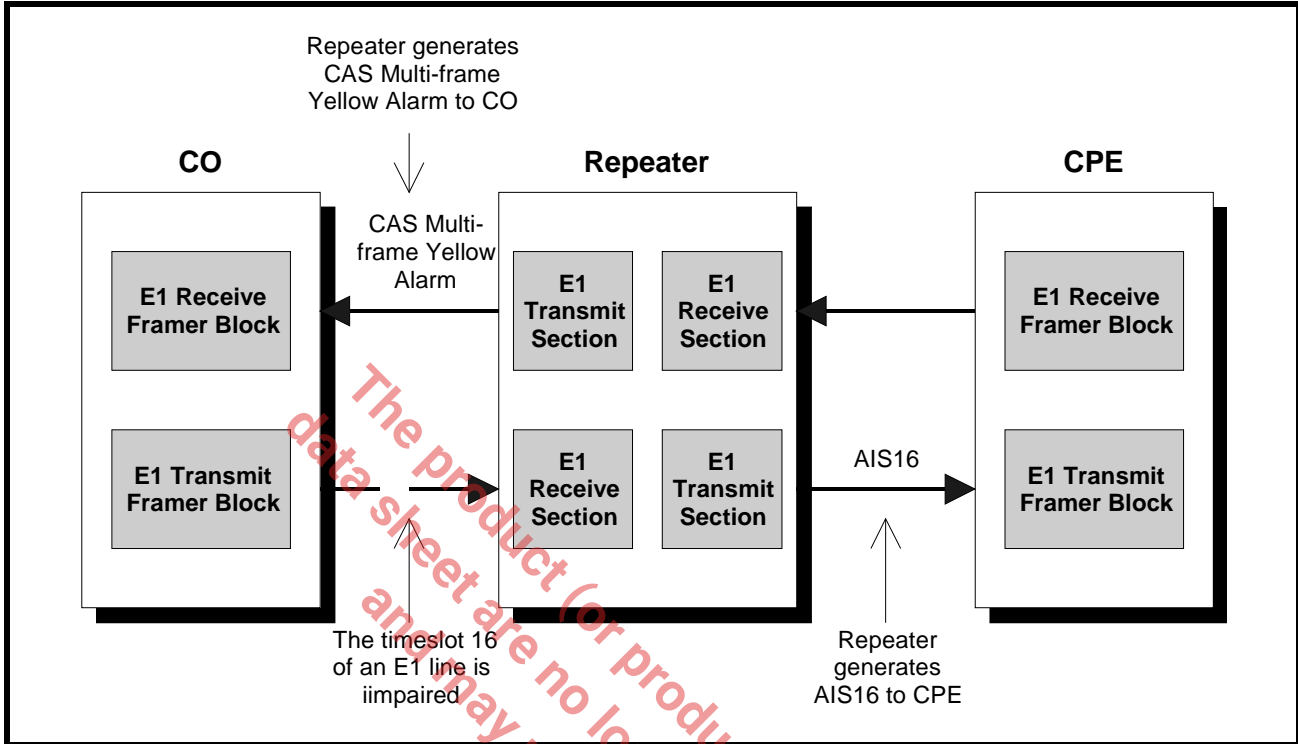 Repeater generates
CAS Multi-frame
Yellow Alarm to CO
CO
Repeater
CPE
CAS Multi-
frame Yellow
Alarm
E1 Receive
Framer Block
E1
Transmit
Section
E1
Receive
Section
E1 Receive
Framer Block
E1 Transmit
Framer Block
E1
Receive
Section
E1
Transmit
Section
AIS16
E1 Transmit
Framer Block
The timeslot 16
of an E1 line is
iimpaired
Repeater
generates
AIS16 to CPE
The product (or produ
data sheet are no lo
and may